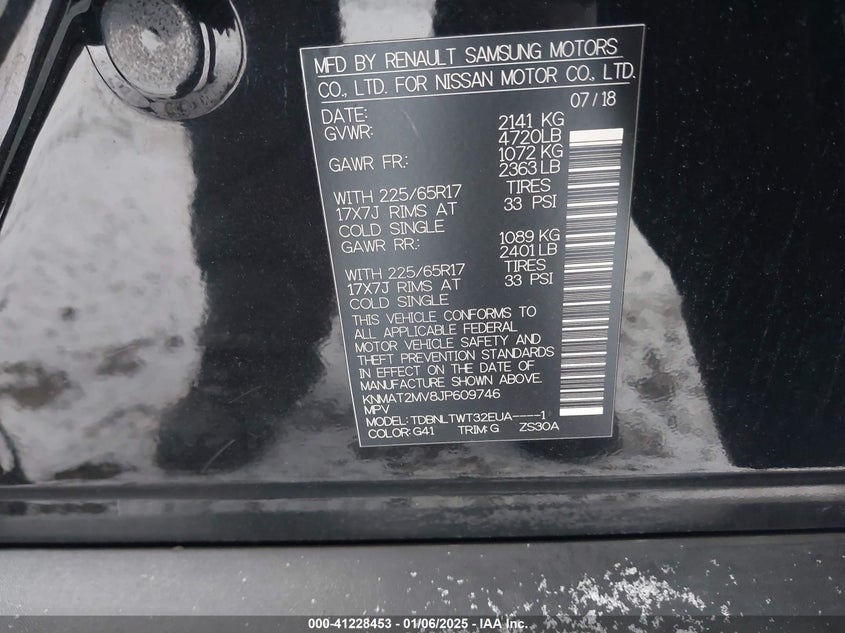 MFD BY RENAULT SAMSUNG MOTORS
CO., LTD. FOR NISSAN MOTOR CO., LTD.
DATE: 07/18
GVWR: 2141 KG
4720LB
GAWR FR: 1072 KG
2363LB
WITH 225/65R17 TIRES
17X7J RIMS AT 33 PSI
COLD SINGLE
GAWR RR: 1089 KG
2401LB
WITH 225/65R17 TIRES
17X7J RIMS AT 33 PSI
COLD SINGLE
THIS VEHICLE CONFORMS TO
ALL APPLICABLE FEDERAL
MOTOR VEHICLE SAFETY AND
THEFT PREVENTION STANDARDS
IN EFFECT ON THE DATE OF
MANUFACTURE SHOWN ABOVE.
KNMAT2MV8JP609746
MPV
MODEL: TDBNLTWT32EUA----1
COLOR: G41 TRIM: G ZS30A
000-41228453 - 01/06/2025 - IAA Inc.